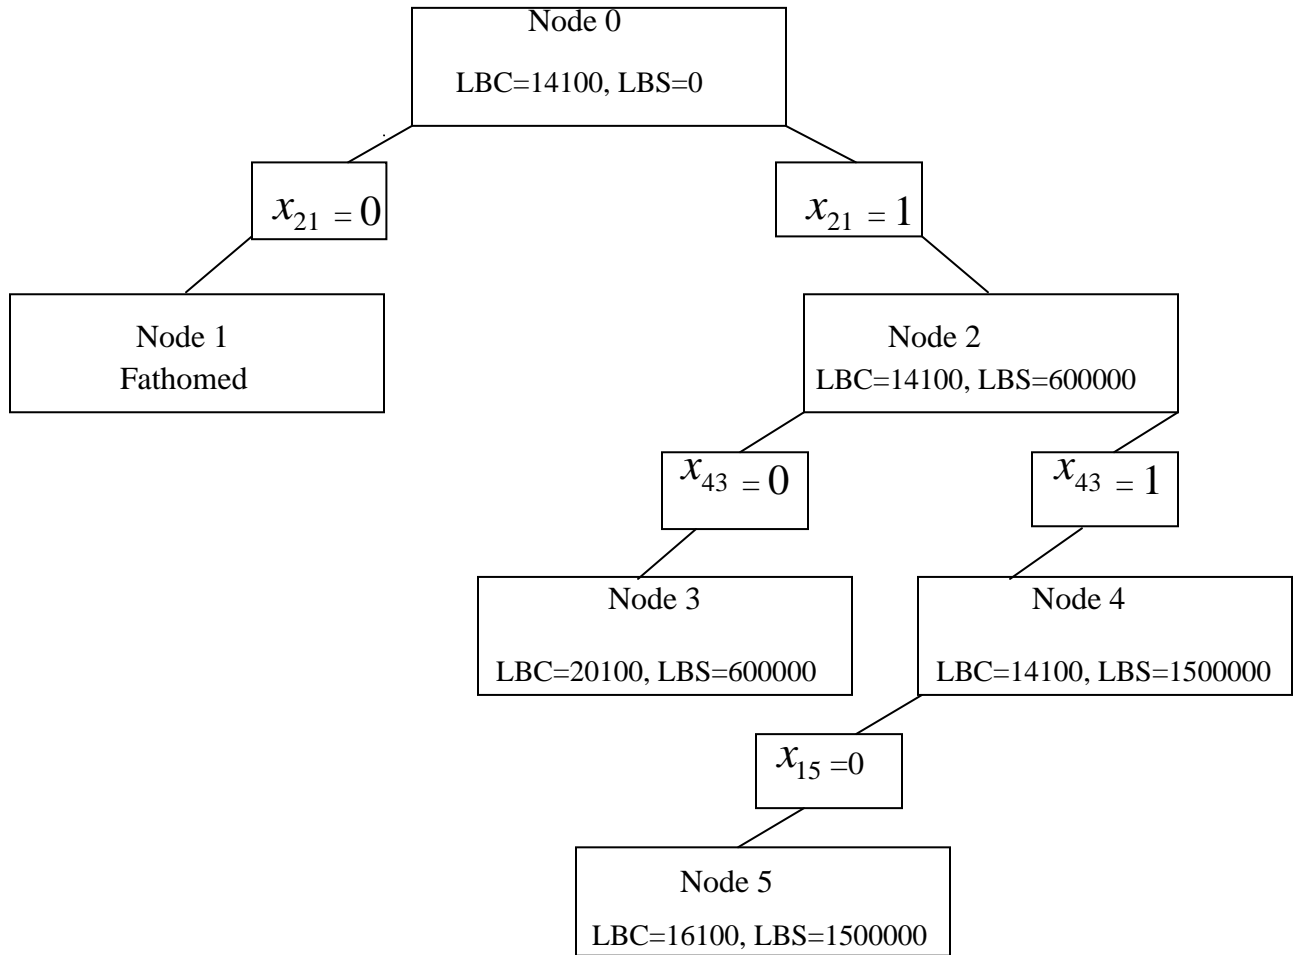 Node 0
LBC=14100, LBS=0
x₂₁ = 0
x₂₁ = 1
Node 1
Fathomed
Node 2
LBC=14100, LBS=600000
x₄₃ = 0
x₄₃ = 1
Node 3
LBC=20100, LBS=600000
Node 4
LBC=14100, LBS=1500000
x₁₅ =0
Node 5
LBC=16100, LBS=1500000